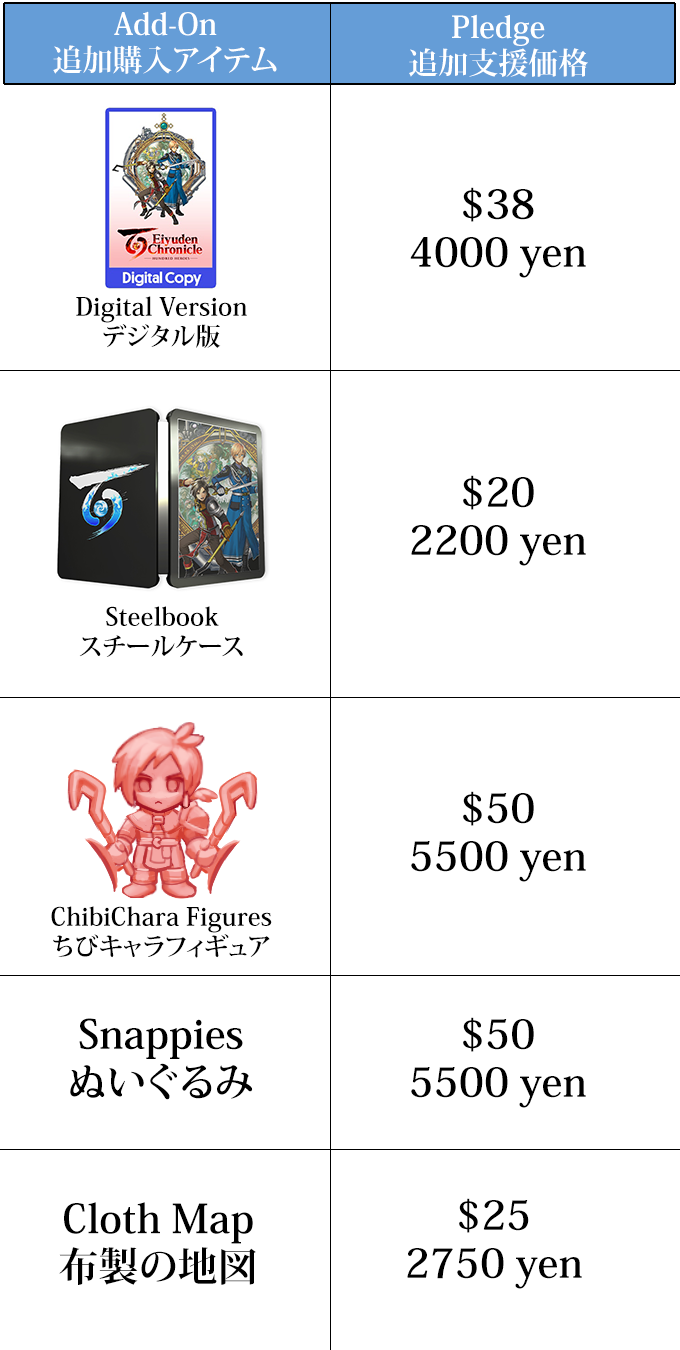 Add-On
追加購入アイテム
Pledge
追加支援価格
Eiyuden
Chronicle
HUNDRED HEROES
Digital Copy
Digital Version
デジタル版
$38
4000 yen
Steelbook
スチールケース
$20
2200 yen
ChibiChara Figures
ちびキャラフィギュア
$50
5500 yen
Snappies
ぬいぐるみ
$50
5500 yen
Cloth Map
布製の地図
$25
2750 yen